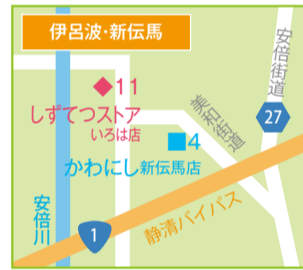 伊呂波・新伝馬
◆11
しずてつストア
いろは店
■4
かわにし新伝馬店
美和街道
安倍街道
27
安倍川
1
静清バイパス